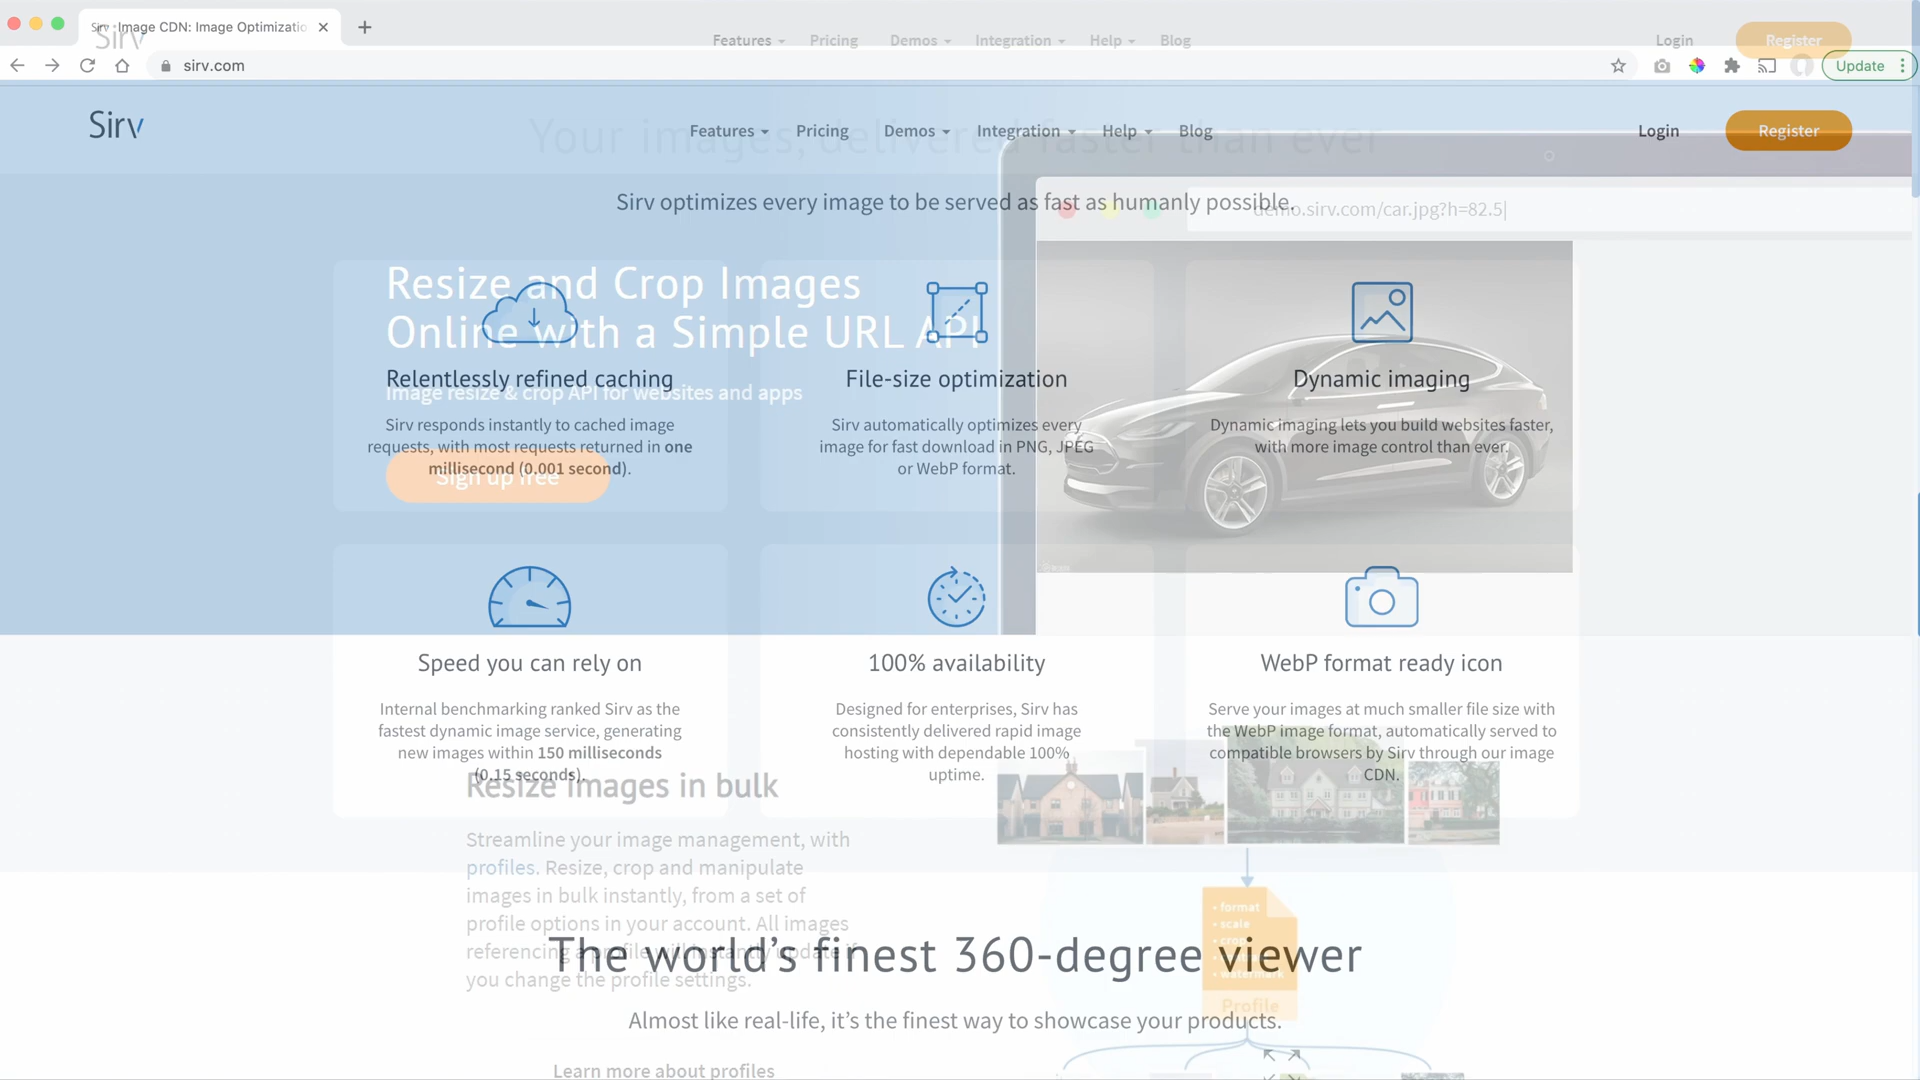 Sirv - Image CDN: Image Optimizatio
Sirv
Features
Pricing
Demos
Integration
Help
Blog
Login
Register
sirv.com
Update
Sirv
Features
Pricing
Demos
Integration
Help
Blog
Login
Register
Your images, delivered faster than ever
Sirv optimizes every image to be served as fast as humanly possible.
demo.sirv.com/car.jpg?h=82.5
Resize and Crop Images
Online with a Simple URL API
Image resize & crop API for websites and apps
Sign up free
Relentlessly refined caching
Sirv responds instantly to cached image
requests, with most requests returned in one
millisecond (0.001 second).
File-size optimization
Sirv automatically optimizes every
image for fast download in PNG, JPEG
or WebP format.
Dynamic imaging
Dynamic imaging lets you build websites faster,
with more image control than ever.
Speed you can rely on
Internal benchmarking ranked Sirv as the
fastest dynamic image service, generating
new images within 150 milliseconds
(0.15 seconds).
100% availability
Designed for enterprises, Sirv has
consistently delivered rapid image
hosting with dependable 100%
uptime.
WebP format ready icon
Serve your images at much smaller file size with
the WebP image format, automatically served to
compatible browsers by Sirv through our image
CDN.
Resize images in bulk
Streamline your image management, with
profiles. Resize, crop and manipulate
images in bulk instantly, from a set of
profile options in your account. All images
referencing a profile will instantly update if
you change the profile settings.
Learn more about profiles
• format
• scale
• crop
• watermark
Profile
The world's finest 360-degree viewer
Almost like real-life, it's the finest way to showcase your products.